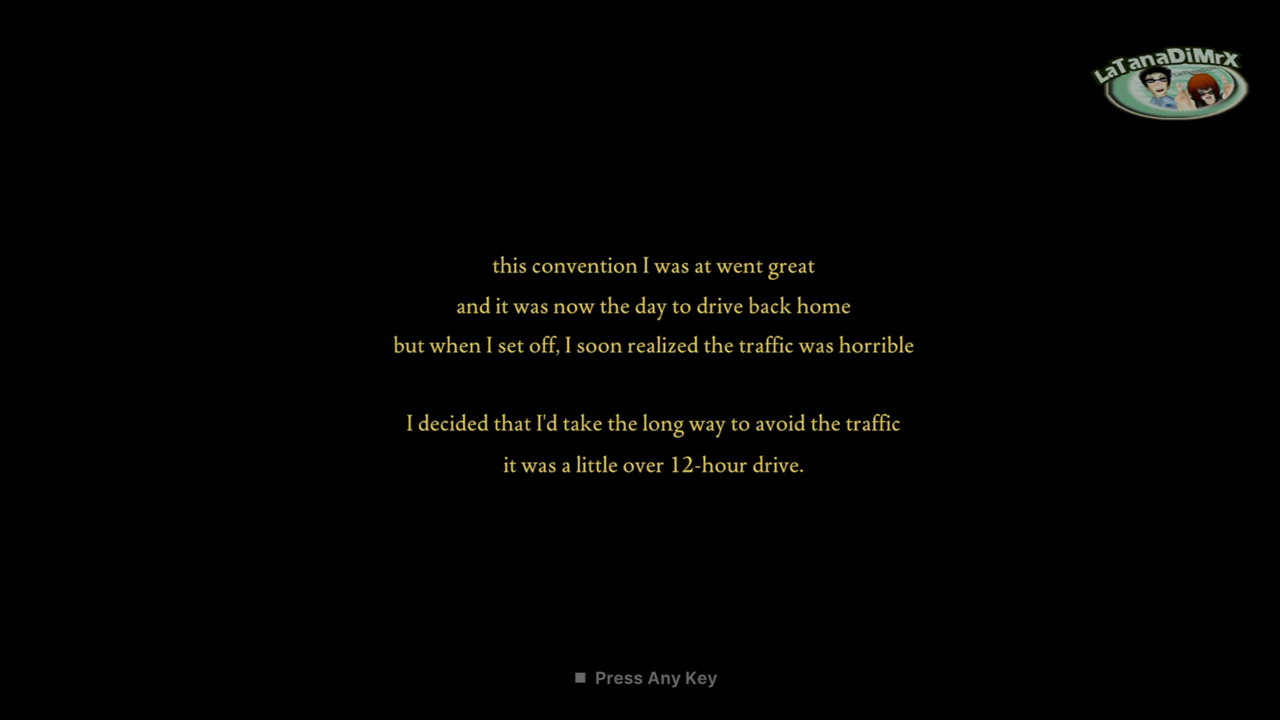 LaTanaDiMrX
this convention I was at went great
and it was now the day to drive back home
but when I set off, I soon realized the traffic was horrible
I decided that I'd take the long way to avoid the traffic
it was a little over 12-hour drive.
Press Any Key